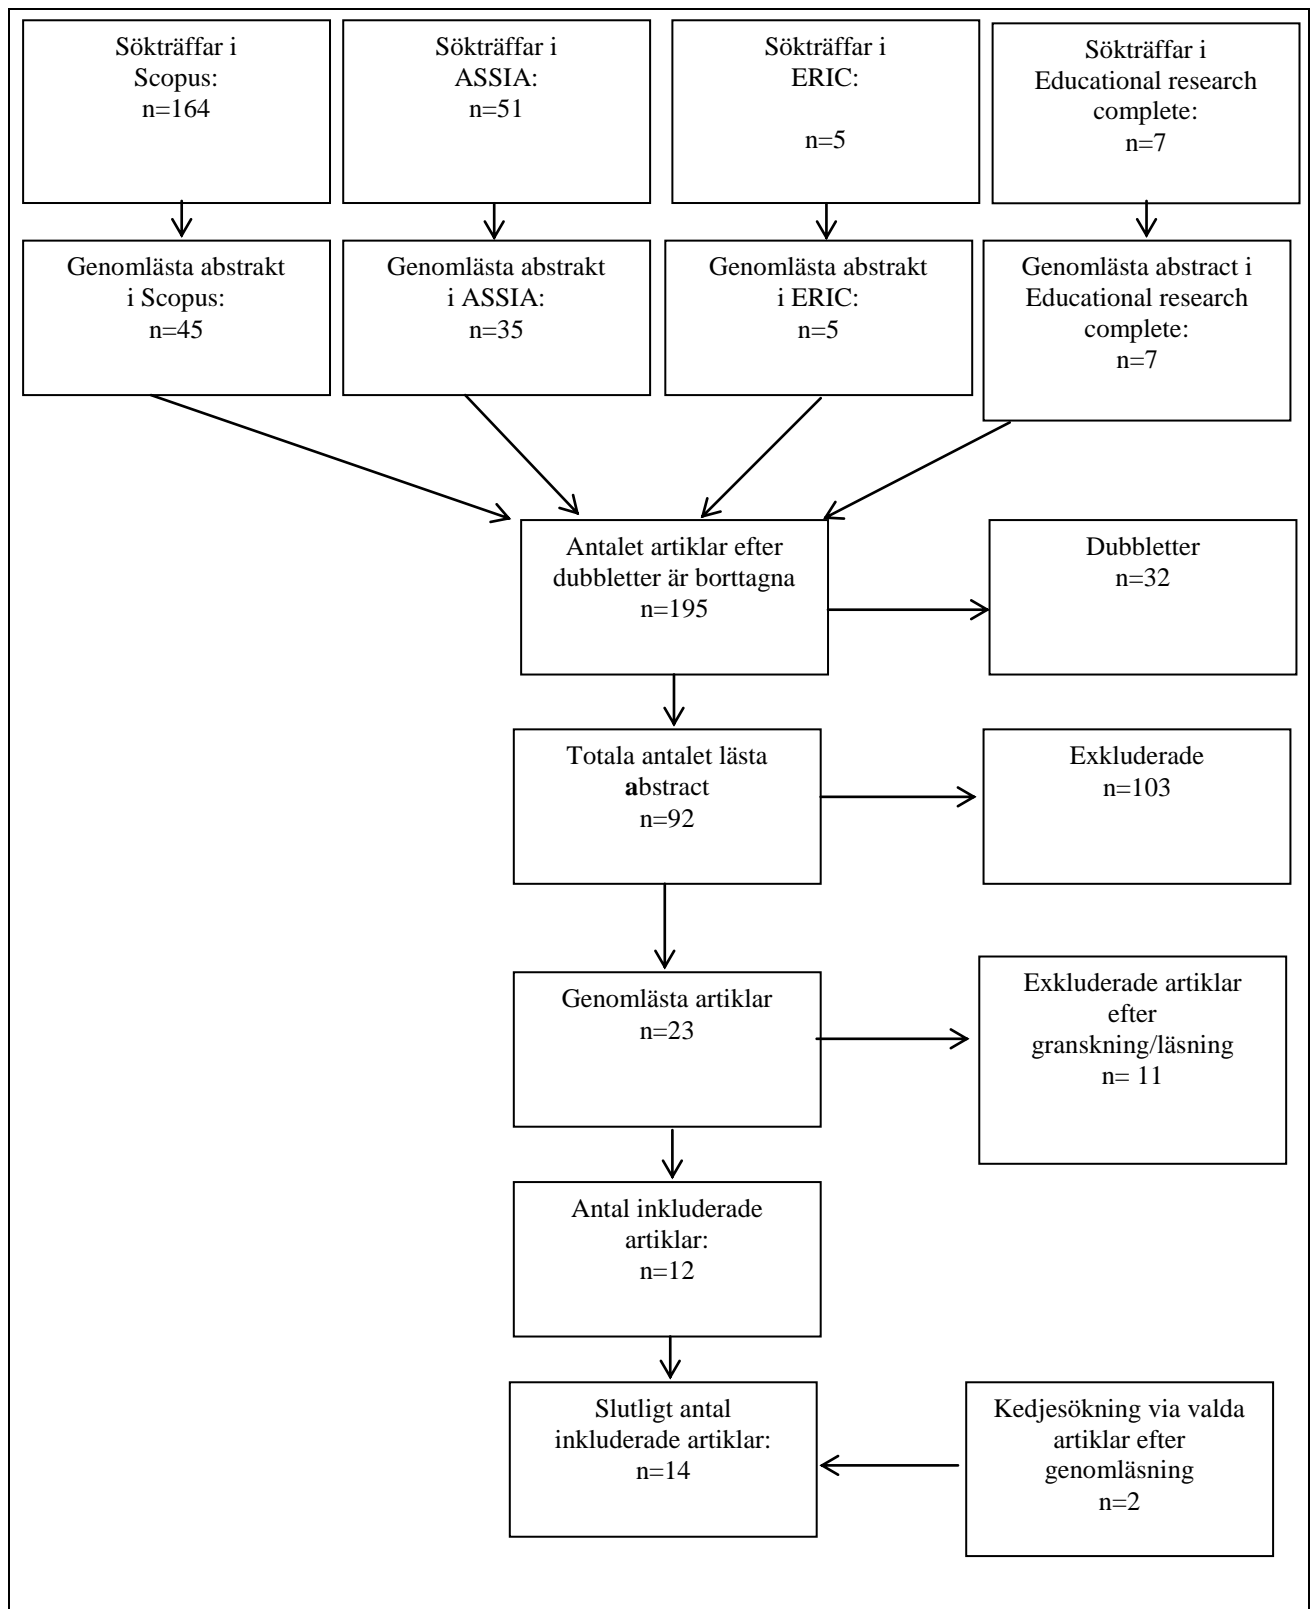 Sökträffar i
Scopus:
n=164
Sökträffar i
ASSIA:
n=51
Sökträffar i
ERIC:
n=5
Sökträffar i
Educational research
complete:
n=7
Genomlästa abstrakt
i Scopus:
n=45
Genomlästa abstrakt
i ASSIA:
n=35
Genomlästa abstrakt
i ERIC:
n=5
Genomlästa abstract i
Educational research
complete:
n=7
Antalet artiklar efter
dubbletter är borttagna
n=195
Dubbletter
n=32
Totala antalet lästa
abstract
n=92
Exkluderade
n=103
Genomlästa artiklar
n=23
Exkluderade artiklar
efter
granskning/läsning
n= 11
Antal inkluderade
artiklar:
n=12
Slutligt antal
inkluderade artiklar:
n=14
Kedjesökning via valda
artiklar efter
genomläsning
n=2